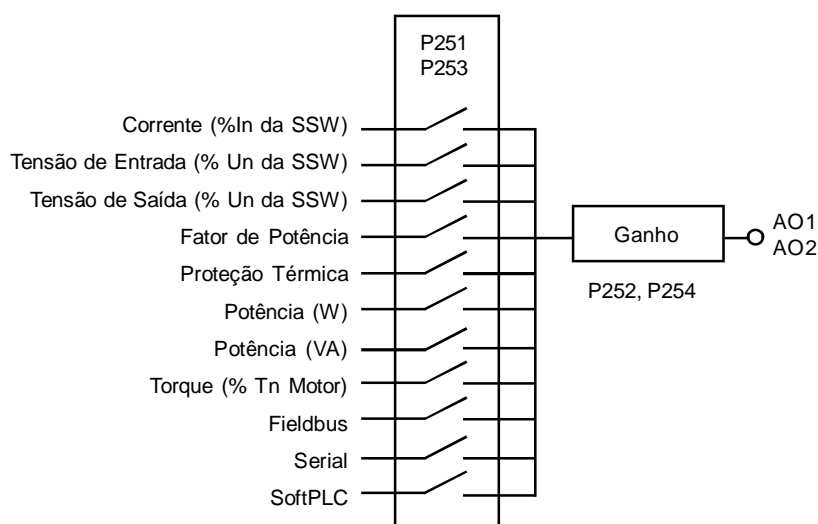 P251
P253
Corrente (%In da SSW)
Tensão de Entrada (% Un da SSW)
Tensão de Saída (% Un da SSW)
Fator de Potência
Proteção Térmica
Potência (W)
Potência (VA)
Torque (% Tn Motor)
Fieldbus
Serial
SoftPLC
Ganho
P252, P254
AO1
AO2